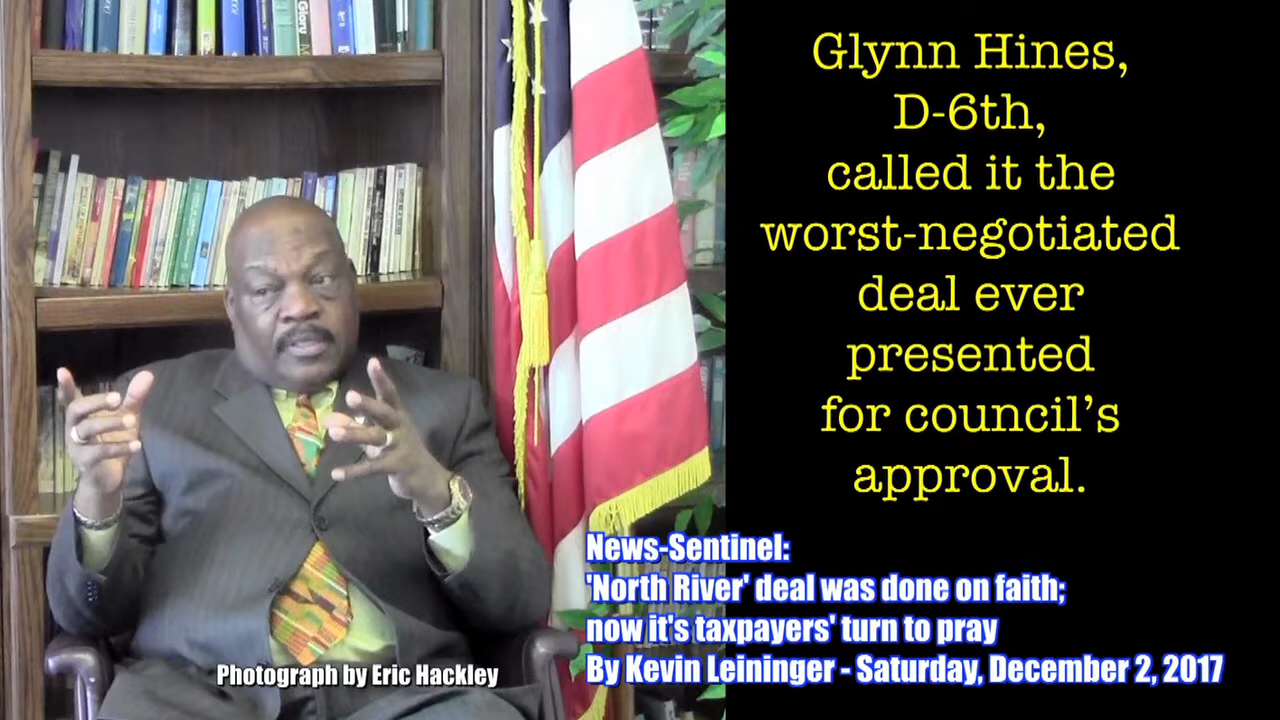 Glory
Glynn Hines,
D-6th,
called it the
worst-negotiated
deal ever
presented
for council's
approval.
News-Sentinel:
'North River' deal was done on faith;
now it's taxpayers' turn to pray
By Kevin Leininger - Saturday, December 2, 2017
Photograph by Eric Hackley